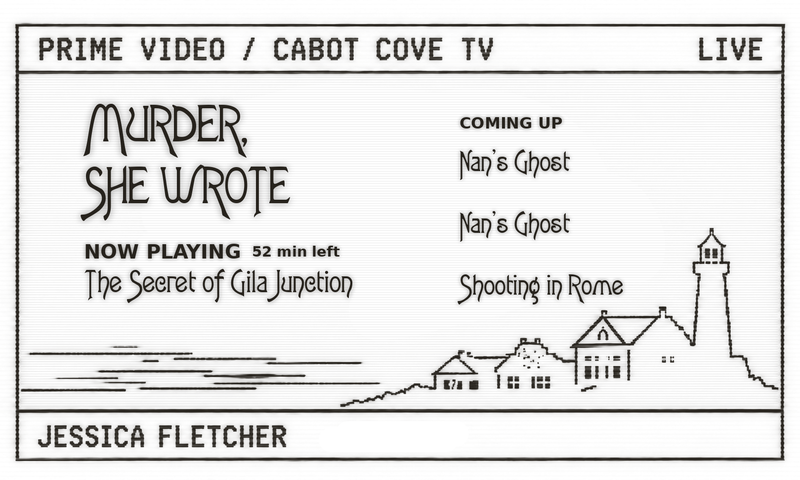 PRIME VIDEO / CABOT COVE TV
LIVE
MURDER,
SHE WROTE
NOW PLAYING 52 min left
The Secret of Gila Junction
COMING UP
Nan's Ghost
Nan's Ghost
Shooting in Rome
JESSICA FLETCHER